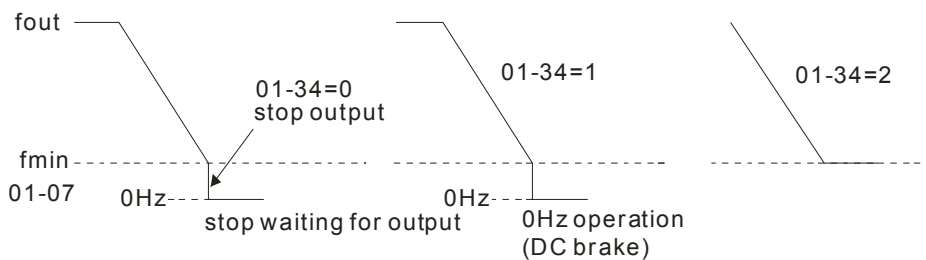 fout
01-34=0
stop output
01-34=1
01-34=2
fmin
01-07
0Hz
stop waiting for output
0Hz
0Hz operation
(DC brake)